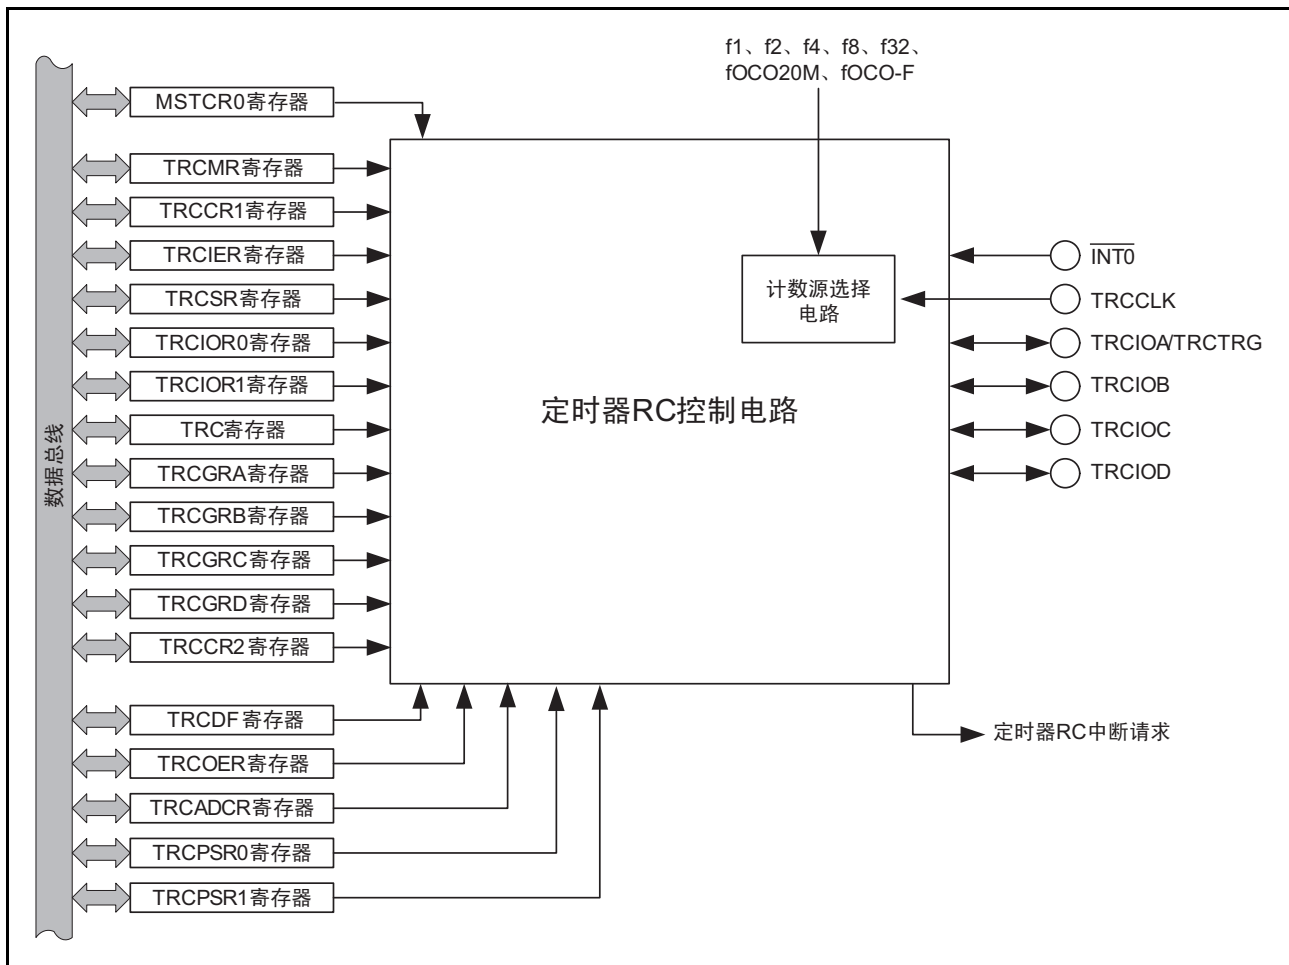 f1、f2、f4、f8、f32、
fOCO20M、fOCO-F
MSTCR0寄存器
TRCMR寄存器
TRCCR1寄存器
TRCIER寄存器
TRCSR寄存器
TRCIOR0寄存器
TRCIOR1寄存器
TRC寄存器
TRCGRA寄存器
TRCGRB寄存器
TRCGRC寄存器
TRCGRD寄存器
TRCCR2寄存器
TRCDF寄存器
TRCOER寄存器
TRCADCR寄存器
TRCPSR0寄存器
TRCPSR1寄存器
数据总线
计数源选择
电路
定时器RC控制电路
INT0
TRCCLK
TRCIOA/TRCTRG
TRCIOB
TRCIOC
TRCIOD
定时器RC中断请求